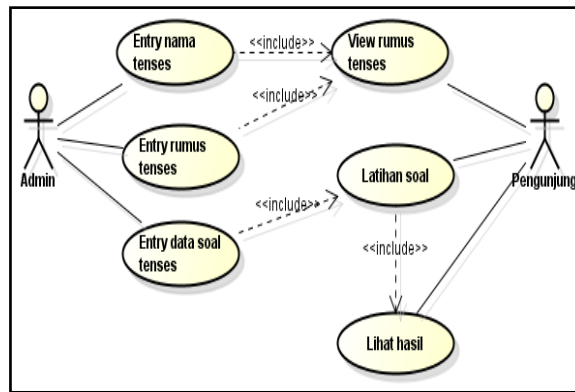 Entry nama
tenses
<<include>>
View rumus
tenses
<<include>>
Admin
Entry rumus
tenses
Latihan soal
Pengunjung
<<include>>
Entry data soal
tenses
<<include>>
Lihat hasil